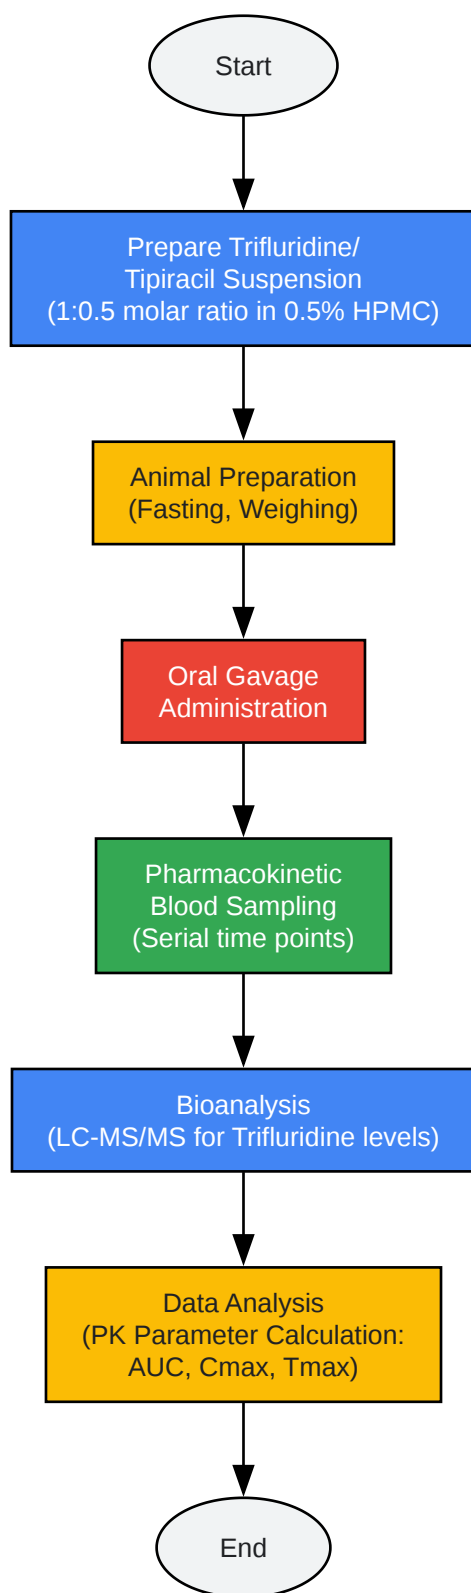 Start
Prepare Trifluridine/
Tipiracil Suspension
(1:0.5 molar ratio in 0.5% HPMC)
Animal Preparation
(Fasting, Weighing)
Oral Gavage
Administration
Pharmacokinetic
Blood Sampling
(Serial time points)
Bioanalysis
(LC-MS/MS for Trifluridine levels)
Data Analysis
(PK Parameter Calculation:
AUC, Cmax, Tmax)
End